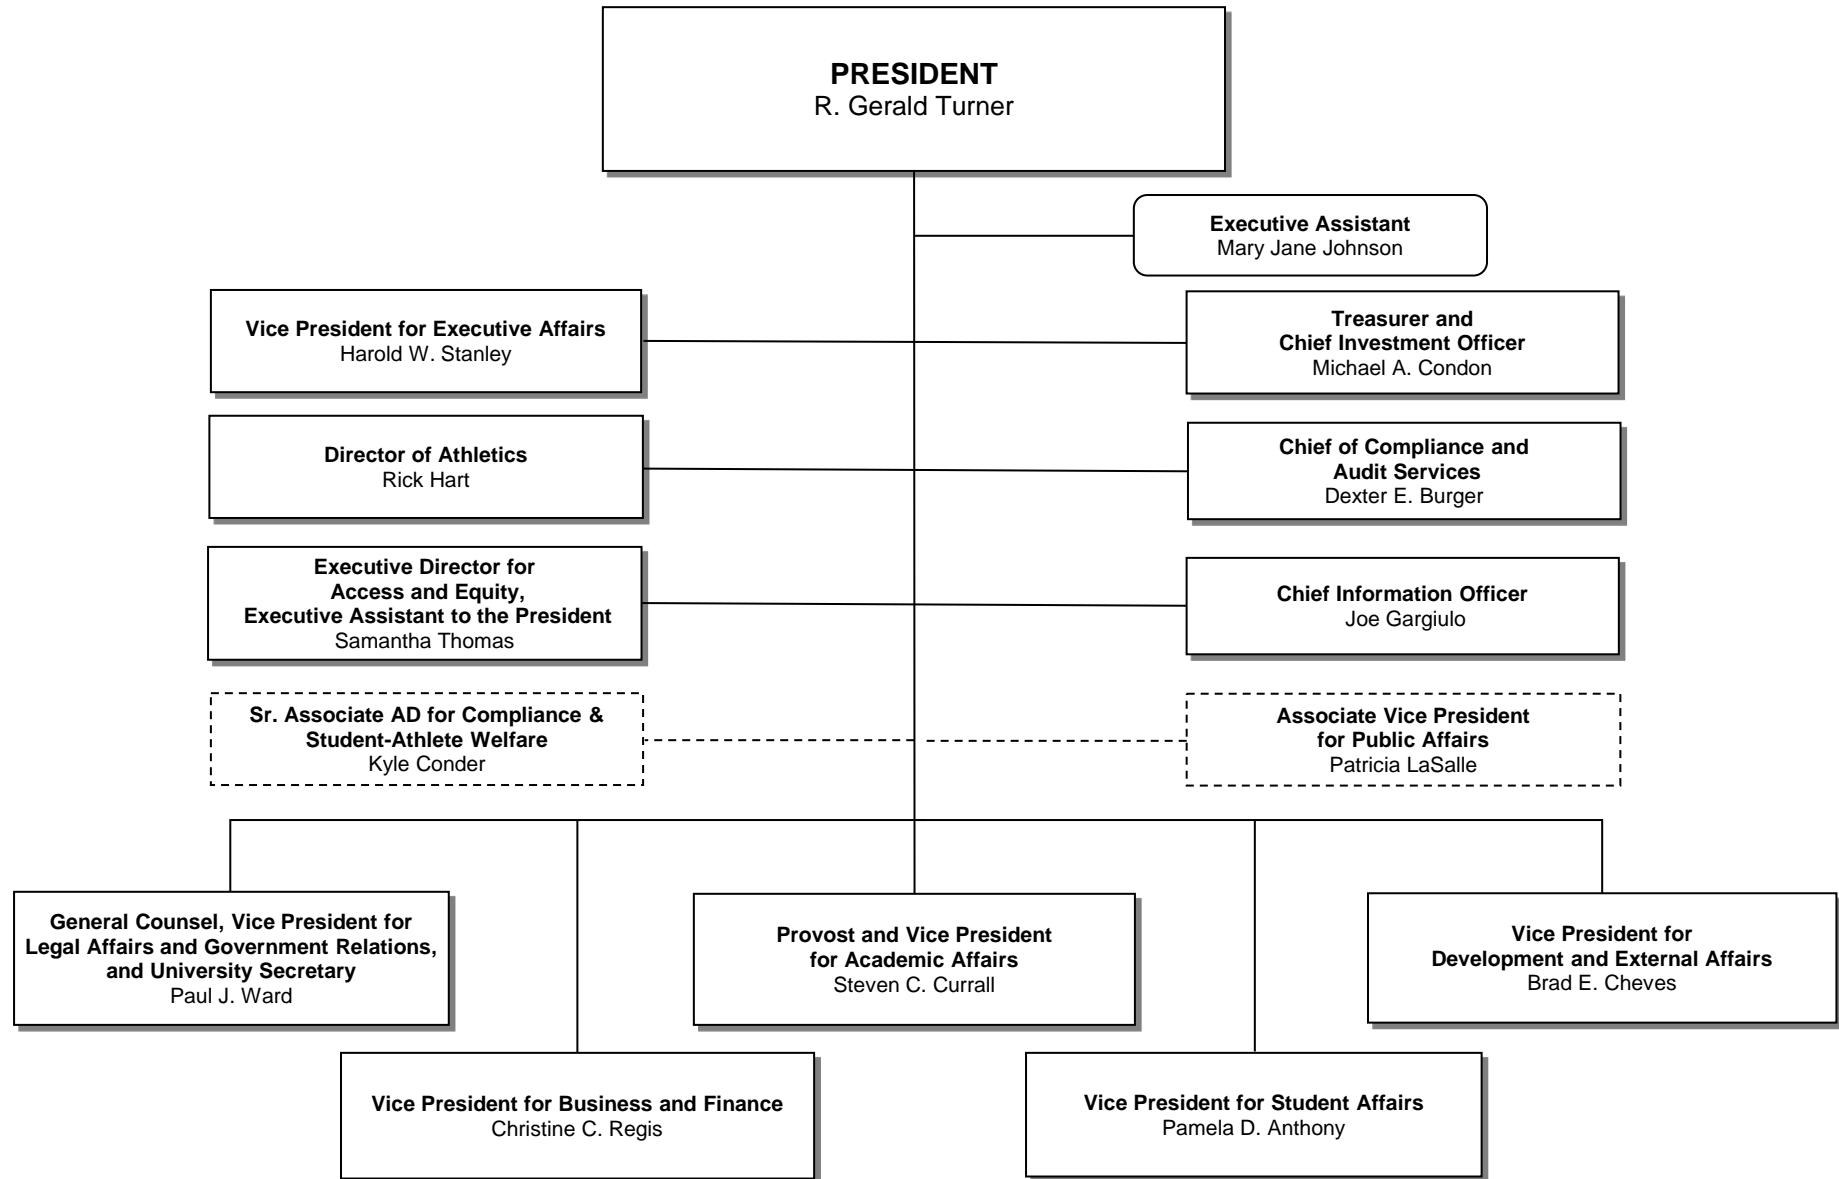 PRESIDENT
R. Gerald Turner
Executive Assistant
Mary Jane Johnson
Vice President for Executive Affairs
Harold W. Stanley
Treasurer and
Chief Investment Officer
Michael A. Condon
Director of Athletics
Rick Hart
Chief of Compliance and
Audit Services
Dexter E. Burger
Executive Director for
Access and Equity,
Executive Assistant to the President
Samantha Thomas
Chief Information Officer
Joe Gargiulo
Sr. Associate AD for Compliance &
Student-Athlete Welfare
Kyle Conder
Associate Vice President
for Public Affairs
Patricia LaSalle
General Counsel, Vice President for
Legal Affairs and Government Relations,
and University Secretary
Paul J. Ward
Provost and Vice President
for Academic Affairs
Steven C. Currall
Vice President for
Development and External Affairs
Brad E. Cheves
Vice President for Business and Finance
Christine C. Regis
Vice President for Student Affairs
Pamela D. Anthony